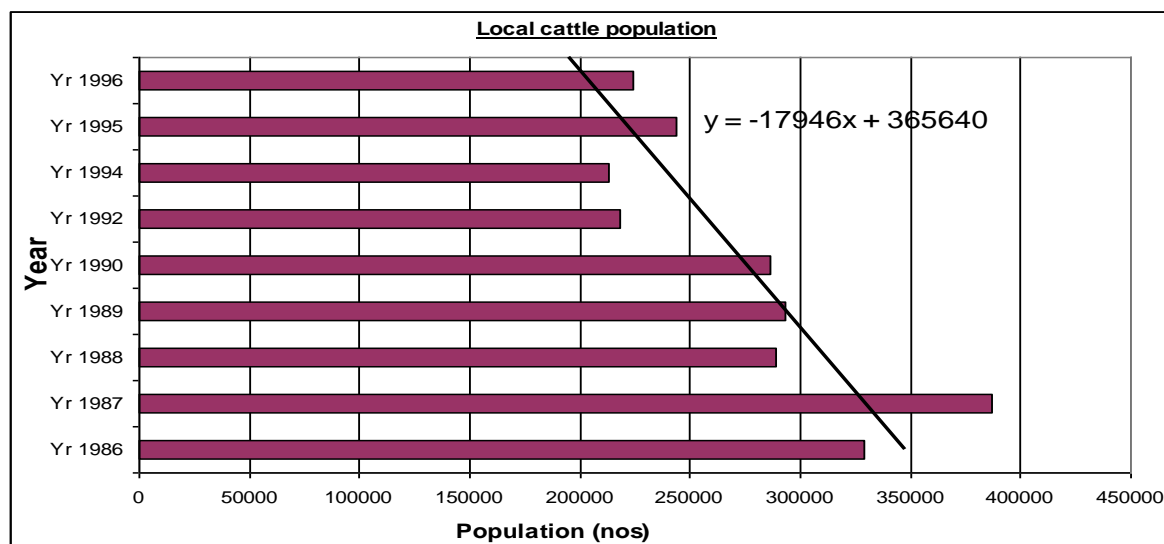 Local cattle population
Yr 1996
y = -17946x + 365640
Yr 1995
Yr 1994
Yr 1992
Year
Yr 1990
Yr 1989
Yr 1988
Yr 1987
Yr 1986
0 50000 100000 150000 200000 250000 300000 350000 400000 450000
Population (nos)